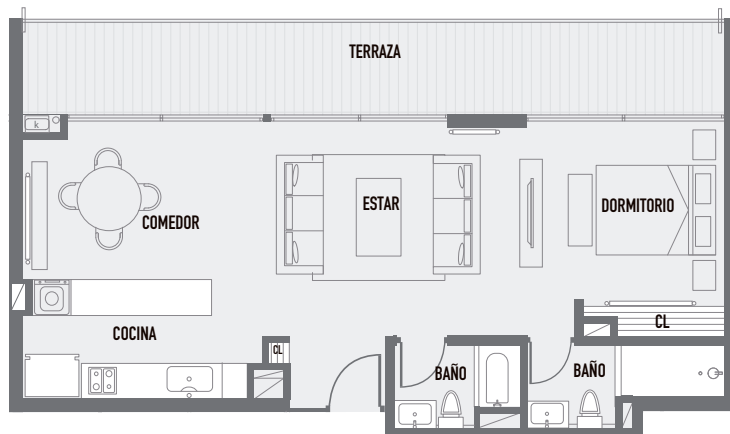 TERRAZA
k
COMEDOR
ESTAR
DORMITORIO
COCINA
CL
CL
BAÑO
BAÑO